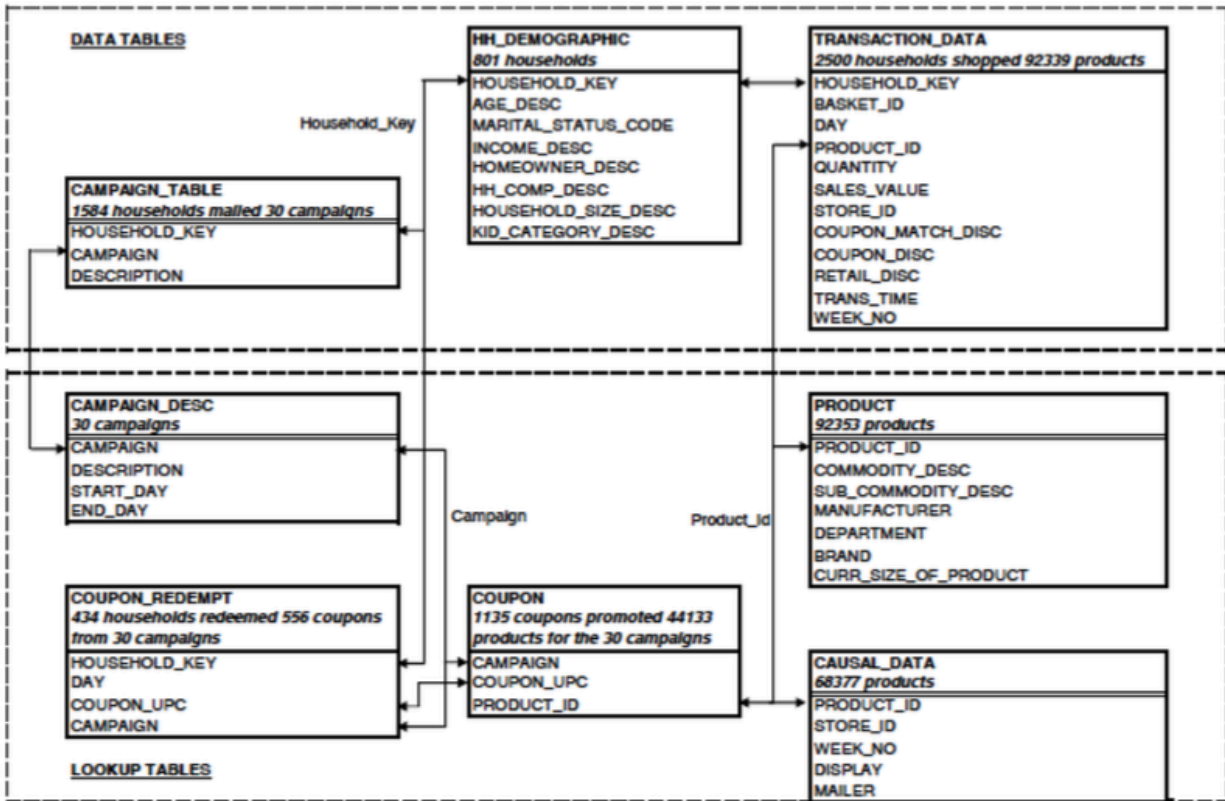 DATA TABLES
HH_DEMOGRAPHIC
801 households
HOUSEHOLD_KEY
AGE_DESC
MARITAL_STATUS_CODE
INCOME_DESC
HOMEOWNER_DESC
HH_COMP_DESC
HOUSEHOLD_SIZE_DESC
KID_CATEGORY_DESC
TRANSACTION_DATA
2500 households shopped 92339 products
HOUSEHOLD_KEY
BASKET_ID
DAY
PRODUCT_ID
QUANTITY
SALES_VALUE
STORE_ID
COUPON_MATCH_DISC
COUPON_DISC
RETAIL_DISC
TRANS_TIME
WEEK_NO
Household_Key
CAMPAIGN_TABLE
1584 households mailed 30 campaigns
HOUSEHOLD_KEY
CAMPAIGN
DESCRIPTION
CAMPAIGN_DESC
30 campaigns
CAMPAIGN
DESCRIPTION
START_DAY
END_DAY
Campaign
Product_Id
PRODUCT
92353 products
PRODUCT_ID
COMMODITY_DESC
SUB_COMMODITY_DESC
MANUFACTURER
DEPARTMENT
BRAND
CURR_SIZE_OF_PRODUCT
COUPON_REDEMPT
434 households redeemed 556 coupons
from 30 campaigns
HOUSEHOLD_KEY
DAY
COUPON_UPC
CAMPAIGN
COUPON
1135 coupons promoted 44133
products for the 30 campaigns
CAMPAIGN
COUPON_UPC
PRODUCT_ID
CAUSAL_DATA
68377 products
PRODUCT_ID
STORE_ID
WEEK_NO
DISPLAY
MAILER
LOOKUP TABLES